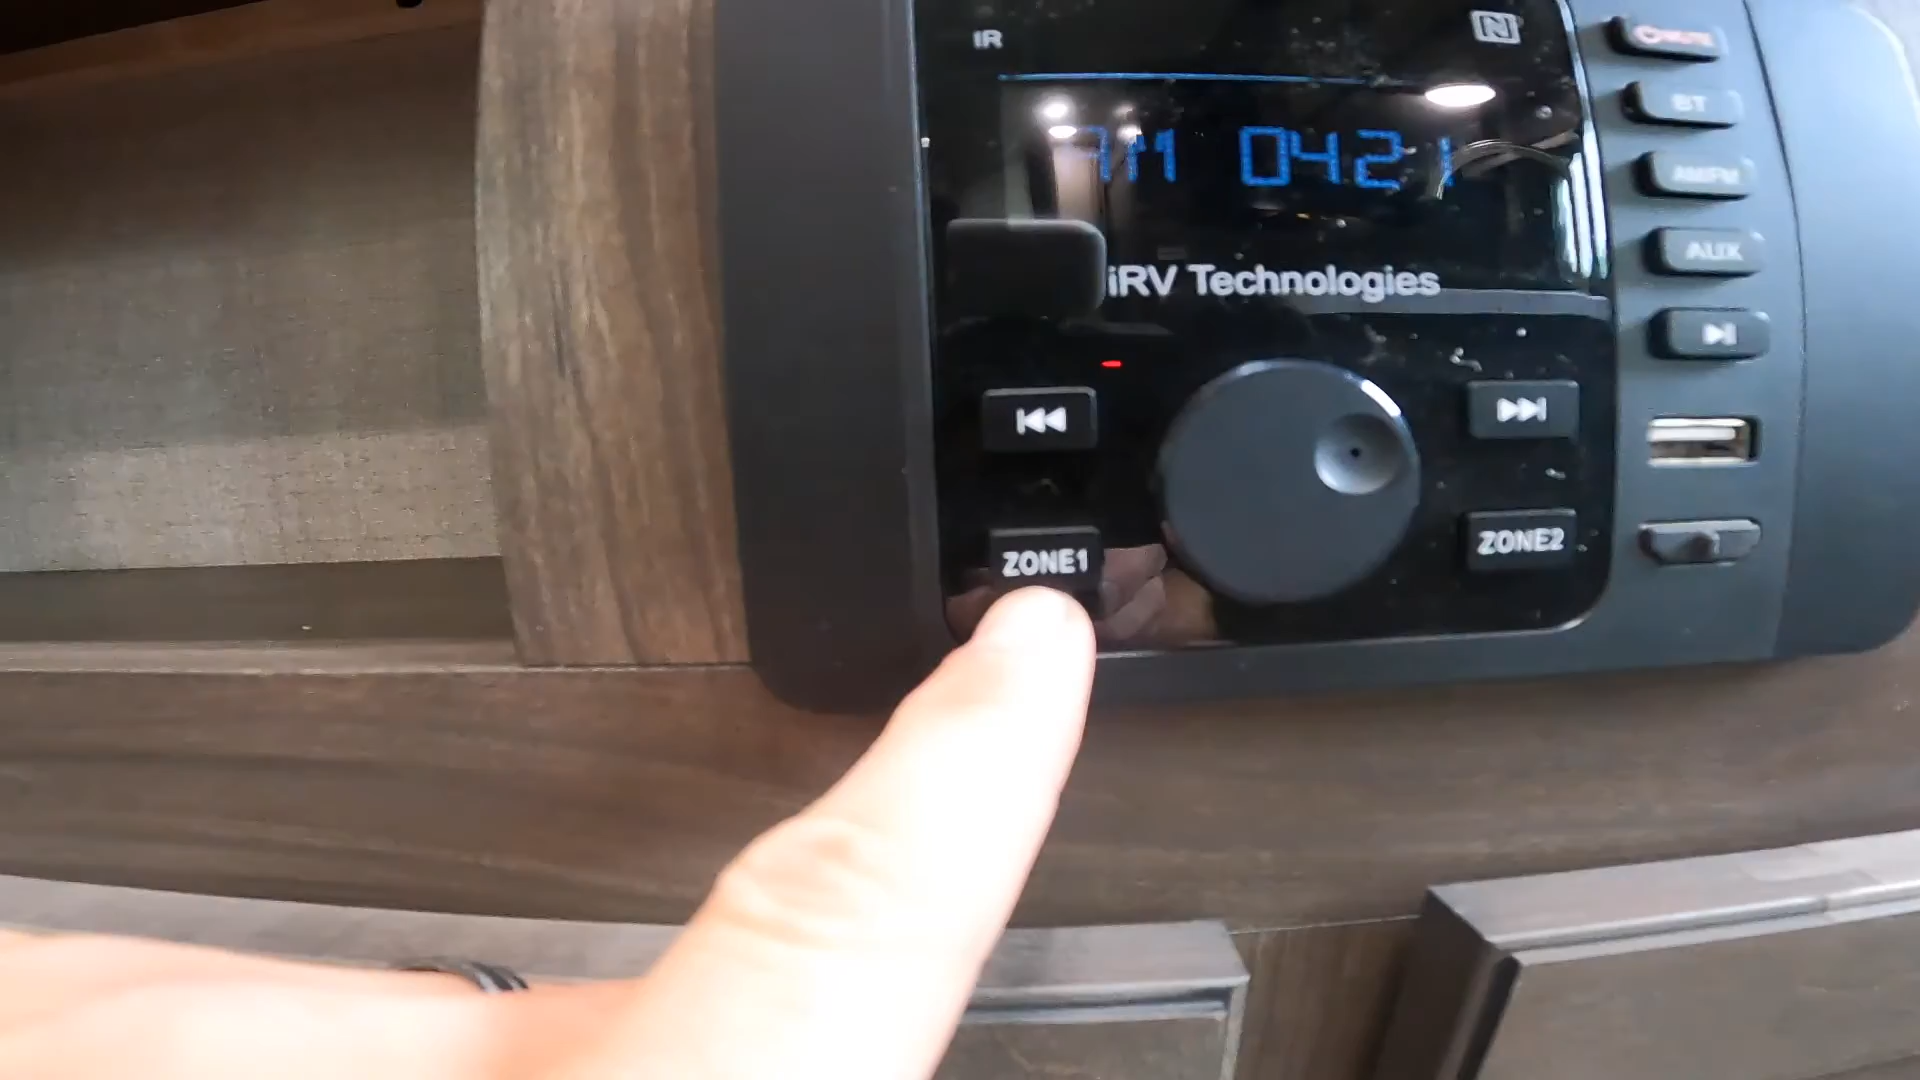 IR
BT
AM/FM
0421
AUX
iRV Technologies
ZONE1
ZONE2